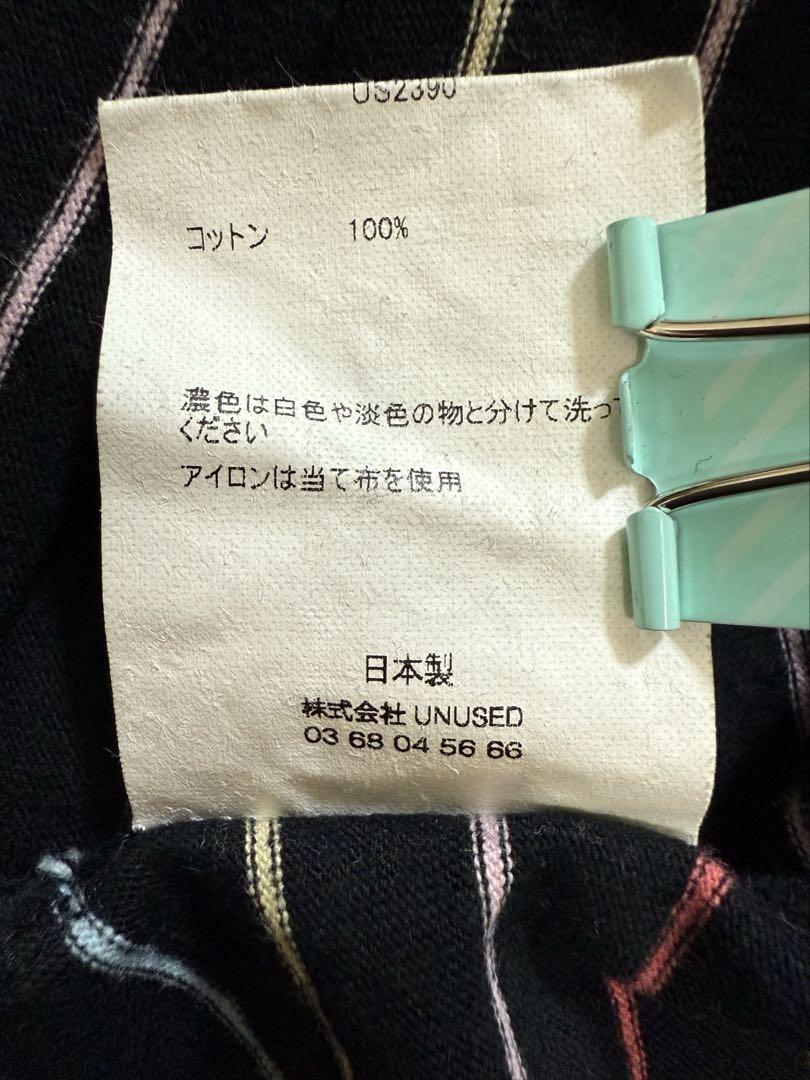 US2390
コットン 100%
濃色は白色や淡色の物と分けて洗って
ください
アイロンは当て布を使用
日本製
株式会社 UNUSED
03 68 04 56 66